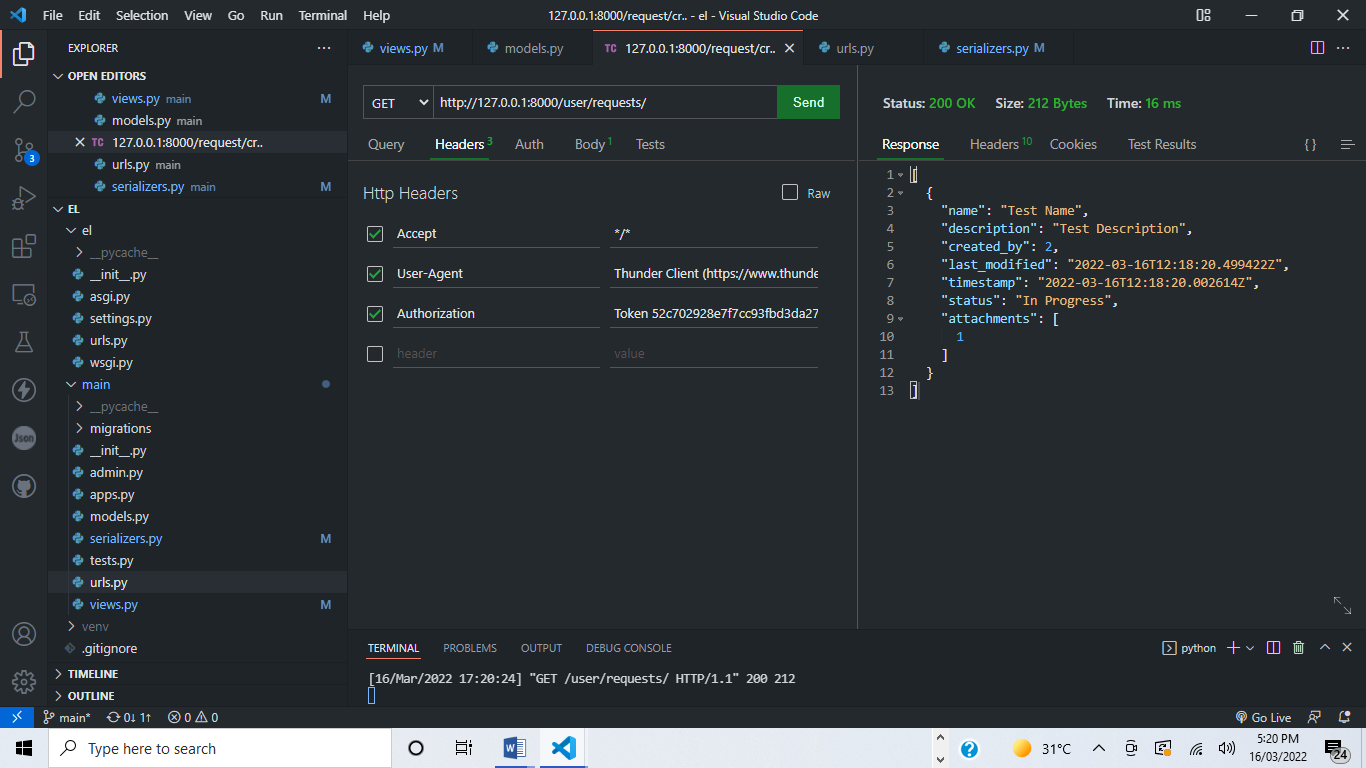 File Edit Selection View Go Run Terminal Help 127.0.0.1:8000/request/cr.. - el - Visual Studio Code
EXPLORER
OPEN EDITORS
views.py main M
models.py main
TC 127.0.0.1:8000/request/cr..
urls.py main
serializers.py main M
EL
el
__pycache__
__init__.py
asgi.py
settings.py
urls.py
wsgi.py
main
__pycache__
migrations
__init__.py
admin.py
apps.py
models.py
serializers.py M
tests.py
urls.py
views.py M
venv
.gitignore
TIMELINE
OUTLINE
3
Json
views.py M models.py TC 127.0.0.1:8000/request/cr.. urls.py serializers.py M
GET http://127.0.0.1:8000/user/requests/ Send
Query Headers 3 Auth Body 1 Tests
Http Headers Raw
Accept */*
User-Agent Thunder Client (https://www.thunde
Authorization Token 52c702928e7f7cc93fbd3da27
header value
Status: 200 OK Size: 212 Bytes Time: 16 ms
Response Headers 10 Cookies Test Results { }
1 [
2 {
3 "name": "Test Name",
4 "description": "Test Description",
5 "created_by": 2,
6 "last_modified": "2022-03-16T12:18:20.499422Z",
7 "timestamp": "2022-03-16T12:18:20.002614Z",
8 "status": "In Progress",
9 "attachments": [
10 1
11 ]
12 }
13 ]
TERMINAL PROBLEMS OUTPUT DEBUG CONSOLE python
[16/Mar/2022 17:20:24] "GET /user/requests/ HTTP/1.1" 200 212
main* 0↓ 1↑ 0 0 Go Live
Type here to search 31°C 5:20 PM
16/03/2022 24